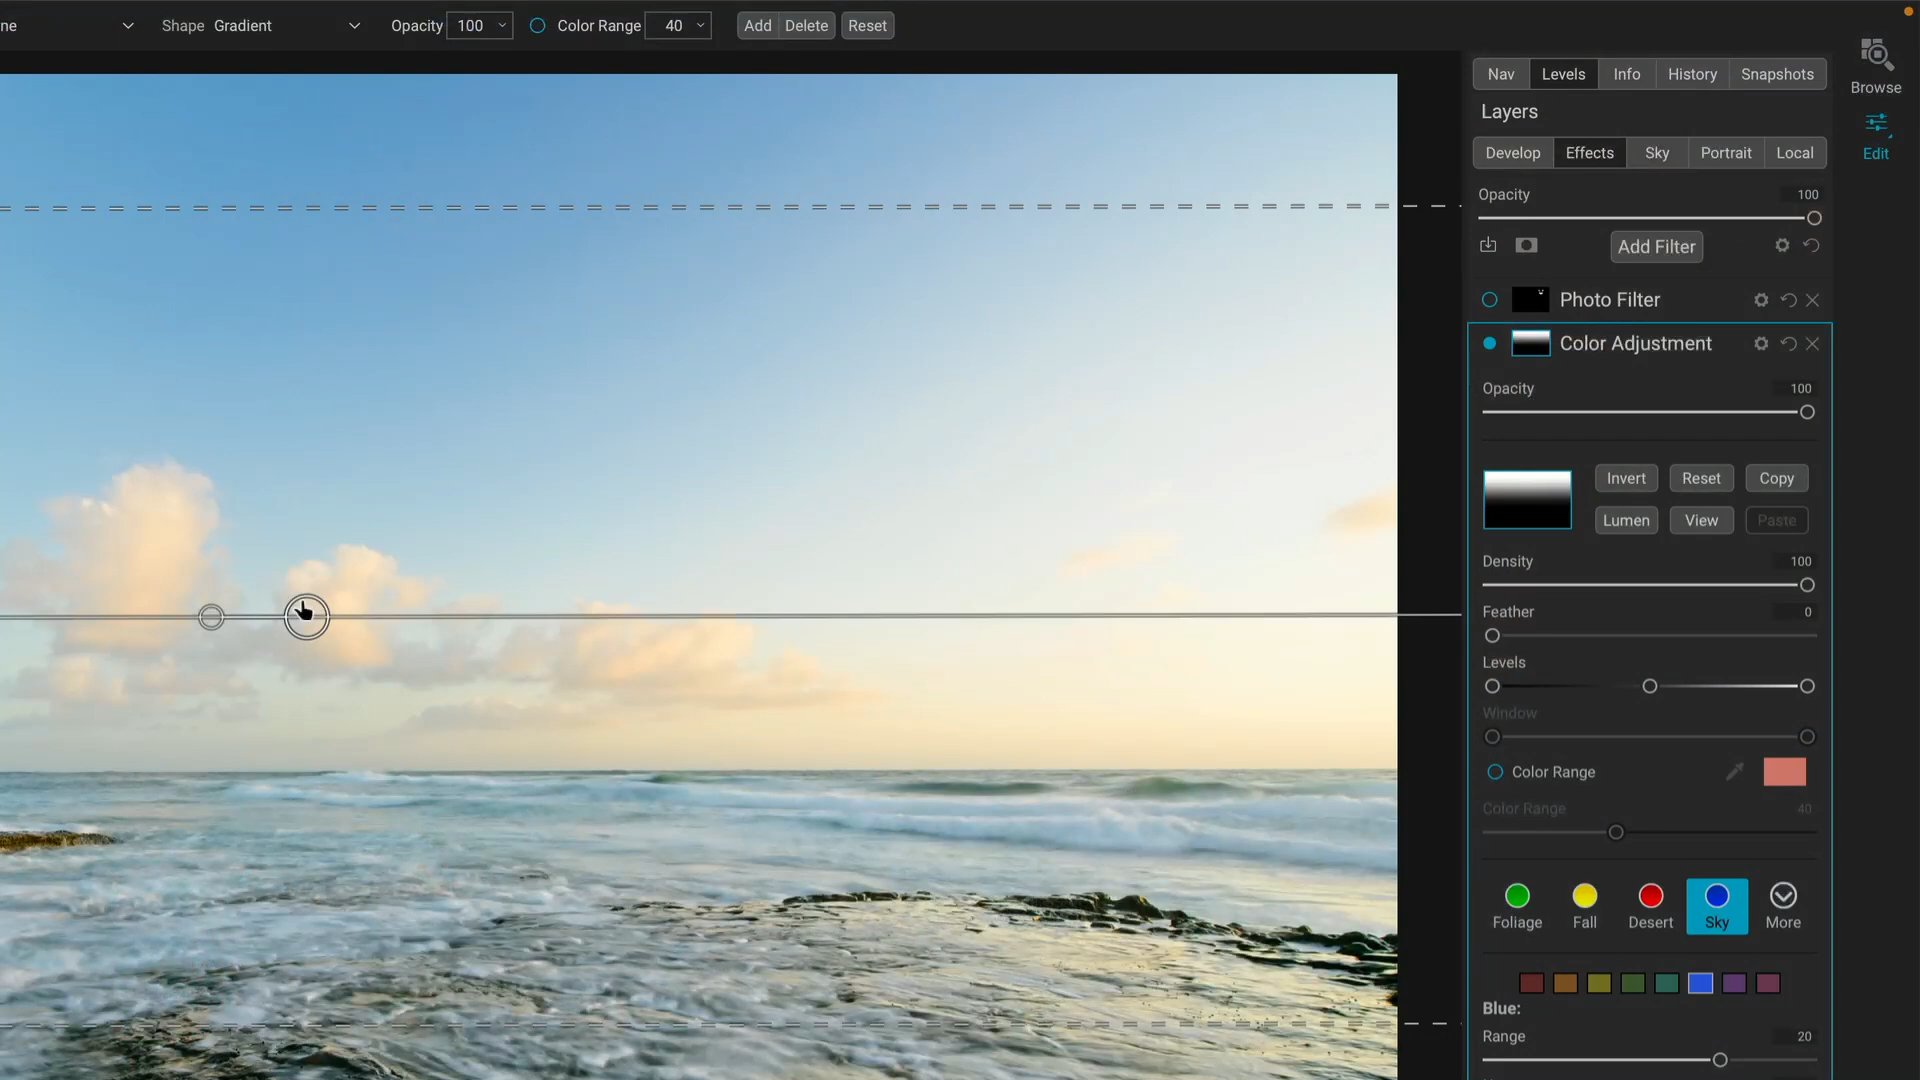 ne Shape Gradient Opacity 100 Color Range 40 Add Delete Reset
Nav Levels Info History Snapshots
Browse
Layers
Edit
Develop Effects Sky Portrait Local
Opacity 100
Add Filter
Photo Filter
Color Adjustment
Opacity 100
Invert Reset Copy
Lumen View Paste
Density 100
Feather 0
Levels
Window
Color Range
Color Range 40
Foliage Fall Desert Sky More
Blue:
Range 20